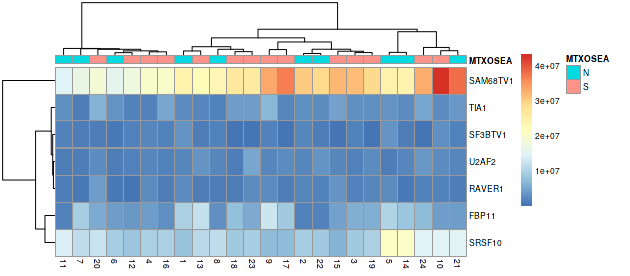 MTXOSEA
SAM68TV1
TIA1
SF3BTV1
U2AF2
RAVER1
FBP11
SRSF10
11 7 20 6 12 4 16 1 13 8 18 23 9 17 2 22 15 3 19 5 14 24 10 21
4e+07
3e+07
2e+07
1e+07
MTXOSEA
N
S